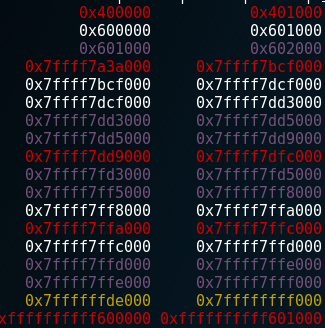 0x400000 0x401000
0x600000 0x601000
0x601000 0x602000
0x7ffff7a3a000 0x7ffff7bcf000
0x7ffff7bcf000 0x7ffff7dcf000
0x7ffff7dcf000 0x7ffff7dd3000
0x7ffff7dd3000 0x7ffff7dd5000
0x7ffff7dd5000 0x7ffff7dd9000
0x7ffff7dd9000 0x7ffff7dfc000
0x7ffff7fd3000 0x7ffff7fd5000
0x7ffff7ff5000 0x7ffff7ff8000
0x7ffff7ff8000 0x7ffff7ffa000
0x7ffff7ffa000 0x7ffff7ffc000
0x7ffff7ffc000 0x7ffff7ffd000
0x7ffff7ffd000 0x7ffff7ffe000
0x7ffff7ffe000 0x7ffff7fff000
0x7ffffffde000 0x7ffffffff000
xffffffffff600000 0xffffffffff601000